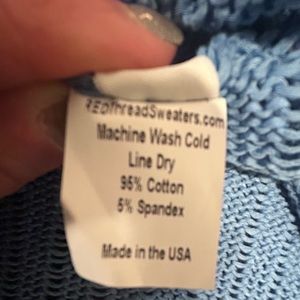 REDThreadSweaters.com
Machine Wash Cold
Line Dry
95% Cotton
5% Spandex
Made in the USA